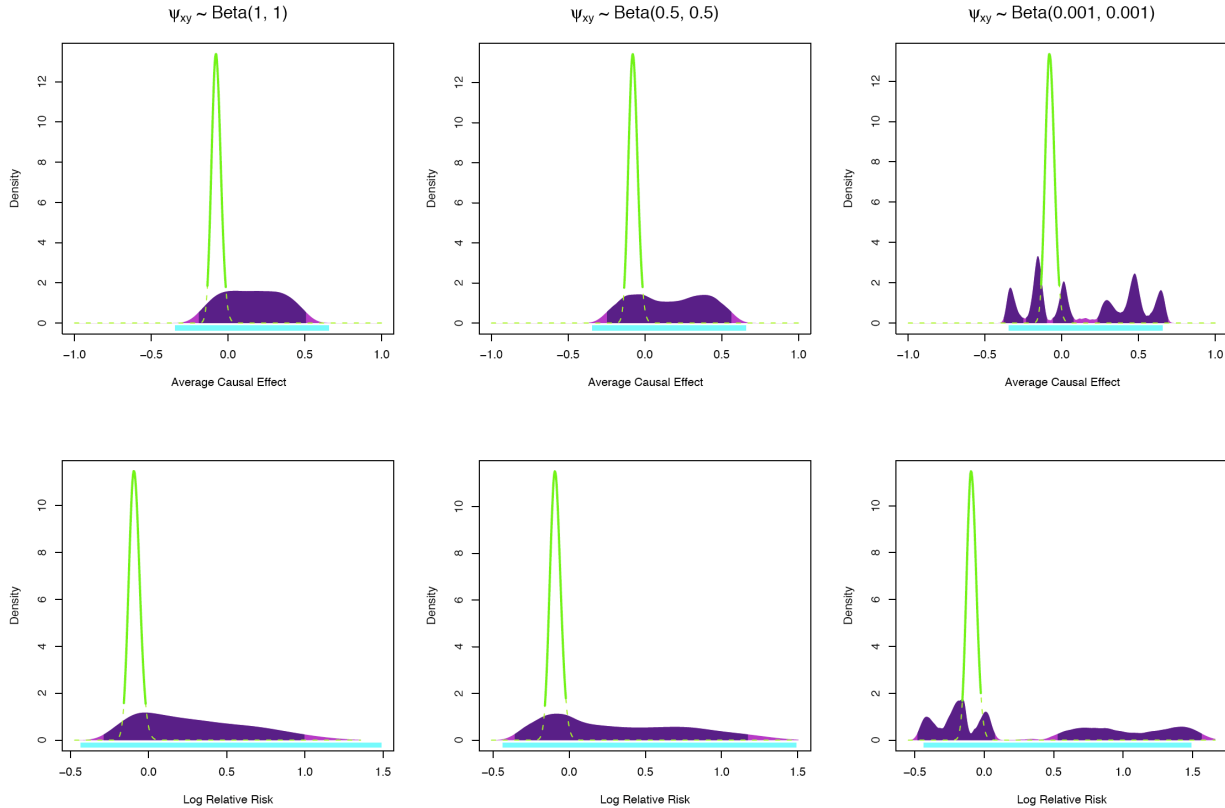 ψxy ~ Beta(1, 1)
ψxy ~ Beta(0.5, 0.5)
ψxy ~ Beta(0.001, 0.001)
Density
0 2 4 6 8 10 12
−1.0 −0.5 0.0 0.5 1.0
Average Causal Effect
Density
0 2 4 6 8 10 12
−1.0 −0.5 0.0 0.5 1.0
Average Causal Effect
Density
0 2 4 6 8 10 12
−1.0 −0.5 0.0 0.5 1.0
Average Causal Effect
Density
0 2 4 6 8 10
−0.5 0.0 0.5 1.0 1.5
Log Relative Risk
Density
0 2 4 6 8 10
−0.5 0.0 0.5 1.0 1.5
Log Relative Risk
Density
0 2 4 6 8 10
−0.5 0.0 0.5 1.0 1.5
Log Relative Risk